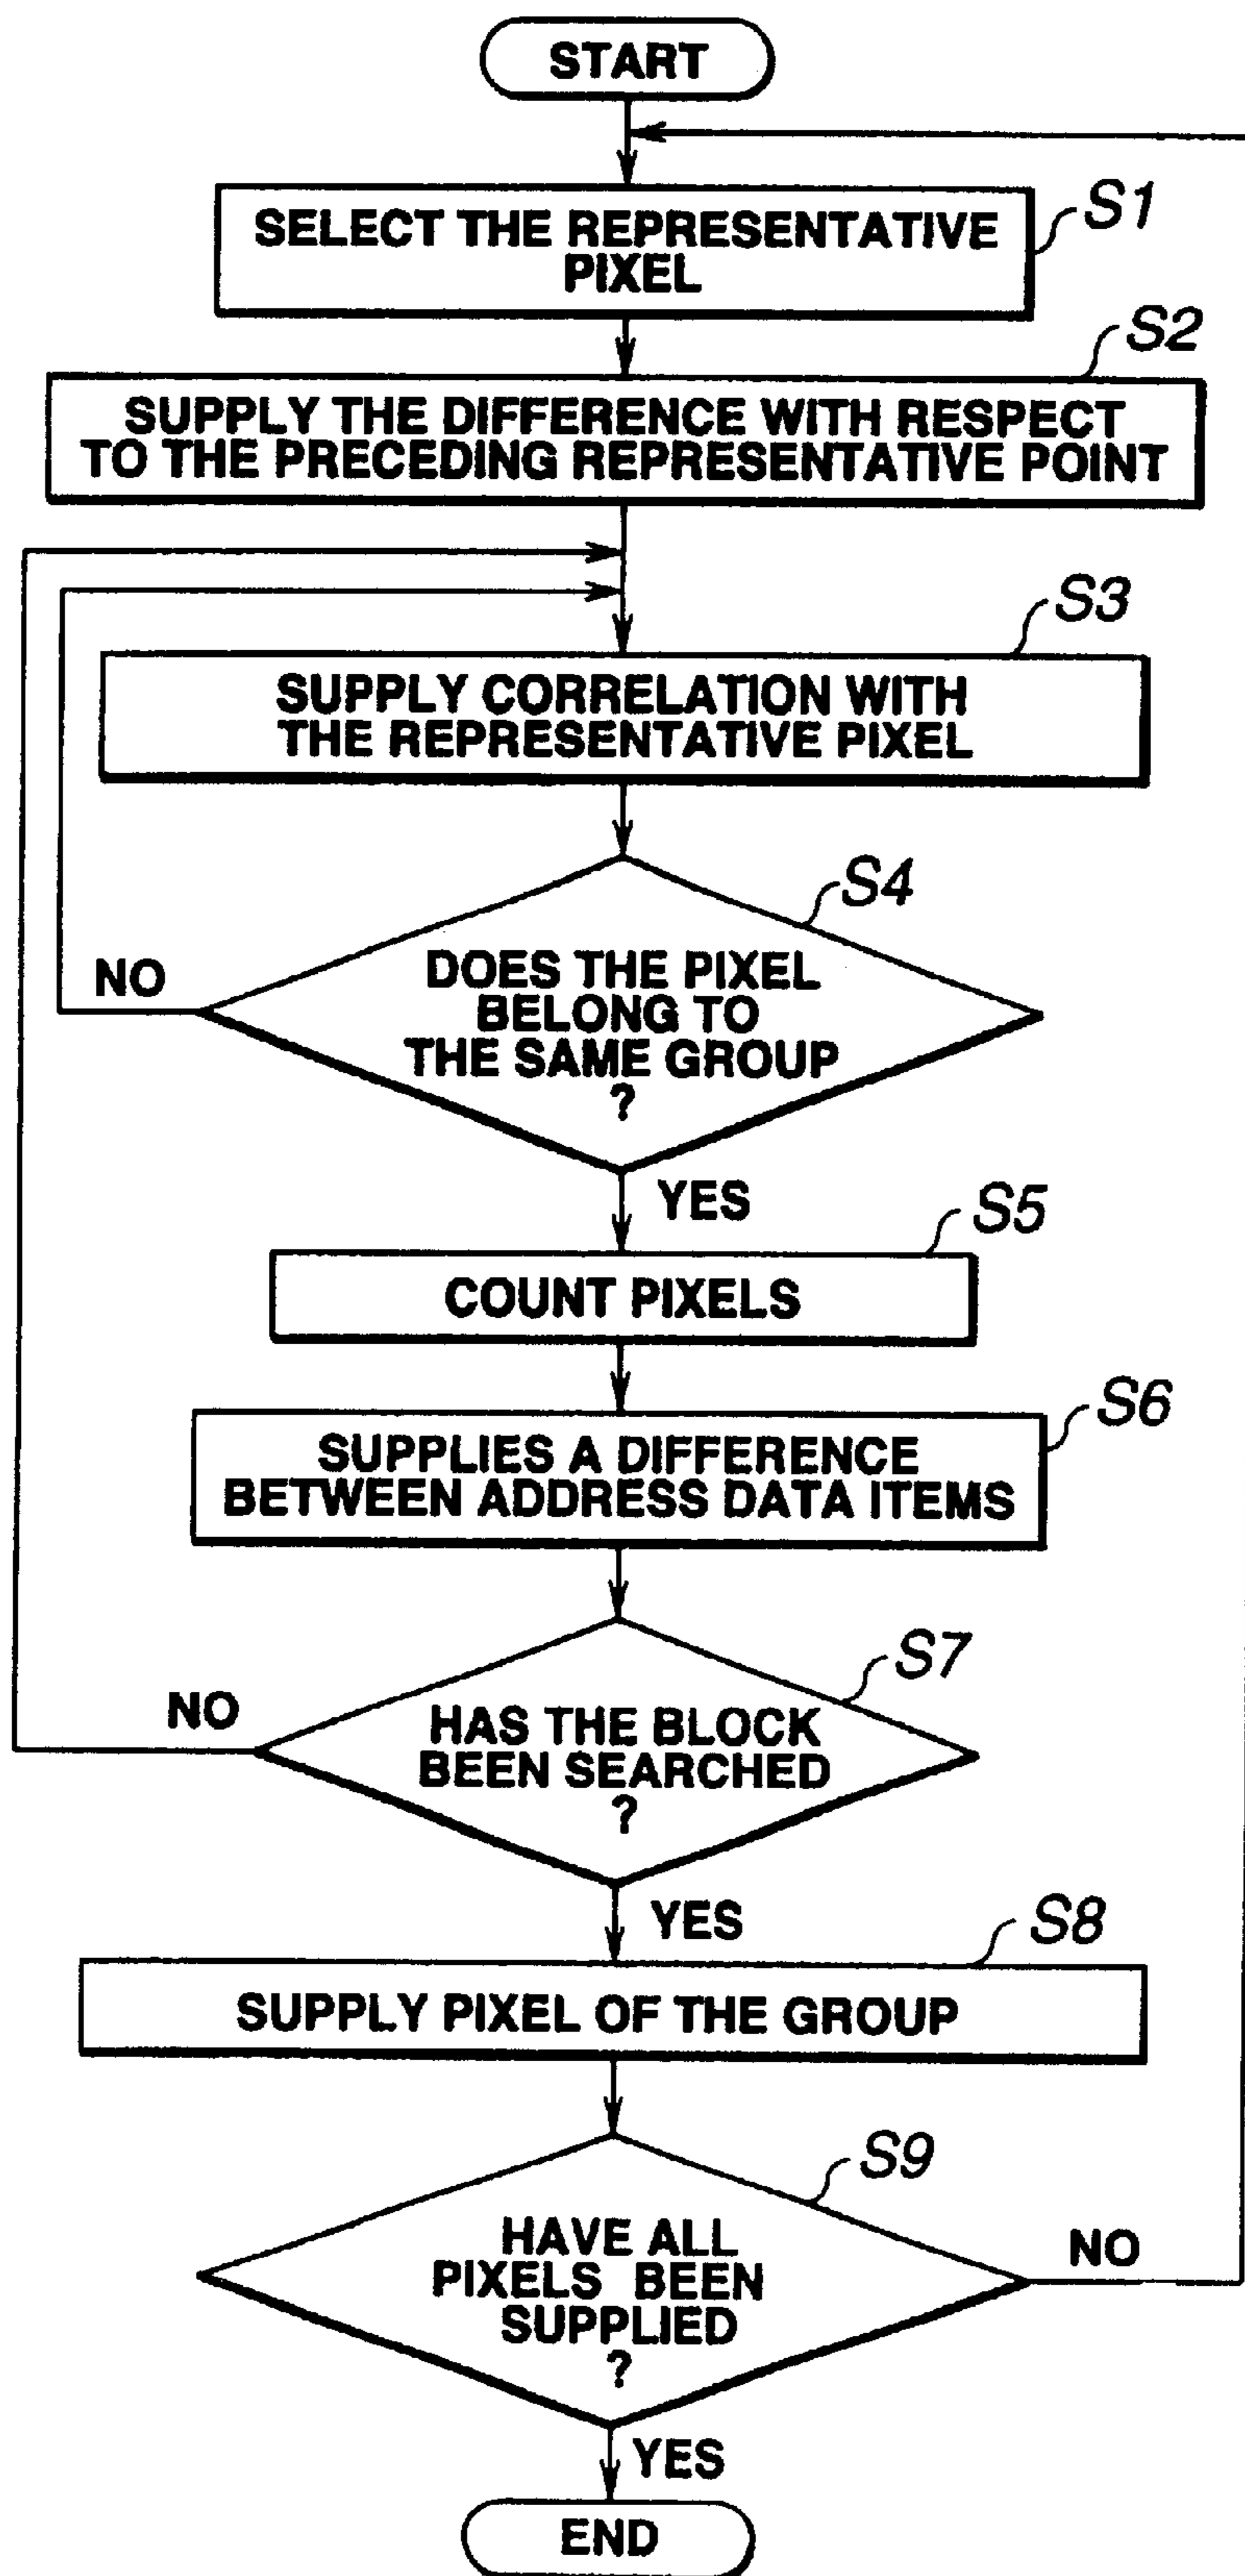 START
S1
SELECT THE REPRESENTATIVE
PIXEL
S2
SUPPLY THE DIFFERENCE WITH RESPECT
TO THE PRECEDING REPRESENTATIVE POINT
S3
SUPPLY CORRELATION WITH
THE REPRESENTATIVE PIXEL
S4
NO
DOES THE PIXEL
BELONG TO
THE SAME GROUP
?
YES
S5
COUNT PIXELS
S6
SUPPLIES A DIFFERENCE
BETWEEN ADDRESS DATA ITEMS
S7
NO
HAS THE BLOCK
BEEN SEARCHED
?
YES
S8
SUPPLY PIXEL OF THE GROUP
S9
HAVE ALL
PIXELS BEEN
SUPPLIED
?
NO
YES
END